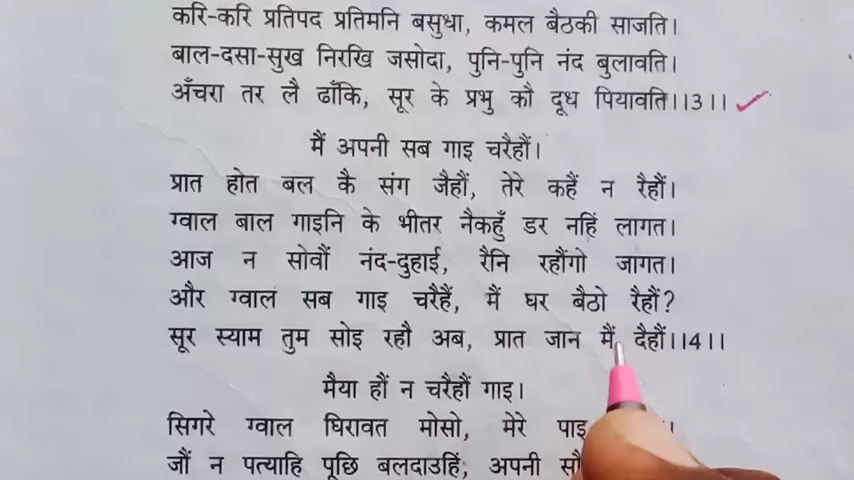 करि-करि प्रतिपद प्रतिमनि बसुधा, कमल बैठकी साजति।
बाल-दसा-सुख निरखि जसोदा, पुनि-पुनि नंद बुलावति।
अँचरा तर लै ढाँकि, सूर के प्रभु कौ दूध पियावति।।3।।
मैं अपनी सब गाइ चरैहौं।
प्रात होत बल कै संग जैहौं, तेरे कहैं न रैहौं।
ग्वाल बाल गाइनि के भीतर नैकहुँ डर नहिं लागत।
आज न सोवौं नंद-दुहाई, रैनि रहौंगो जागत।
और ग्वाल सब गाइ चरैहैं, मैं घर बैठो रैहौं?
सूर स्याम तुम सोइ रहौ अब, प्रात जान मैं दैहौं।।4।।
मैया हौं न चरैहौं गाइ।
सिगरे ग्वाल घिरावत मोसो, मेरे पाइ
जौं न पत्याहि पूछि बलदाउहिं, अपनी सौ